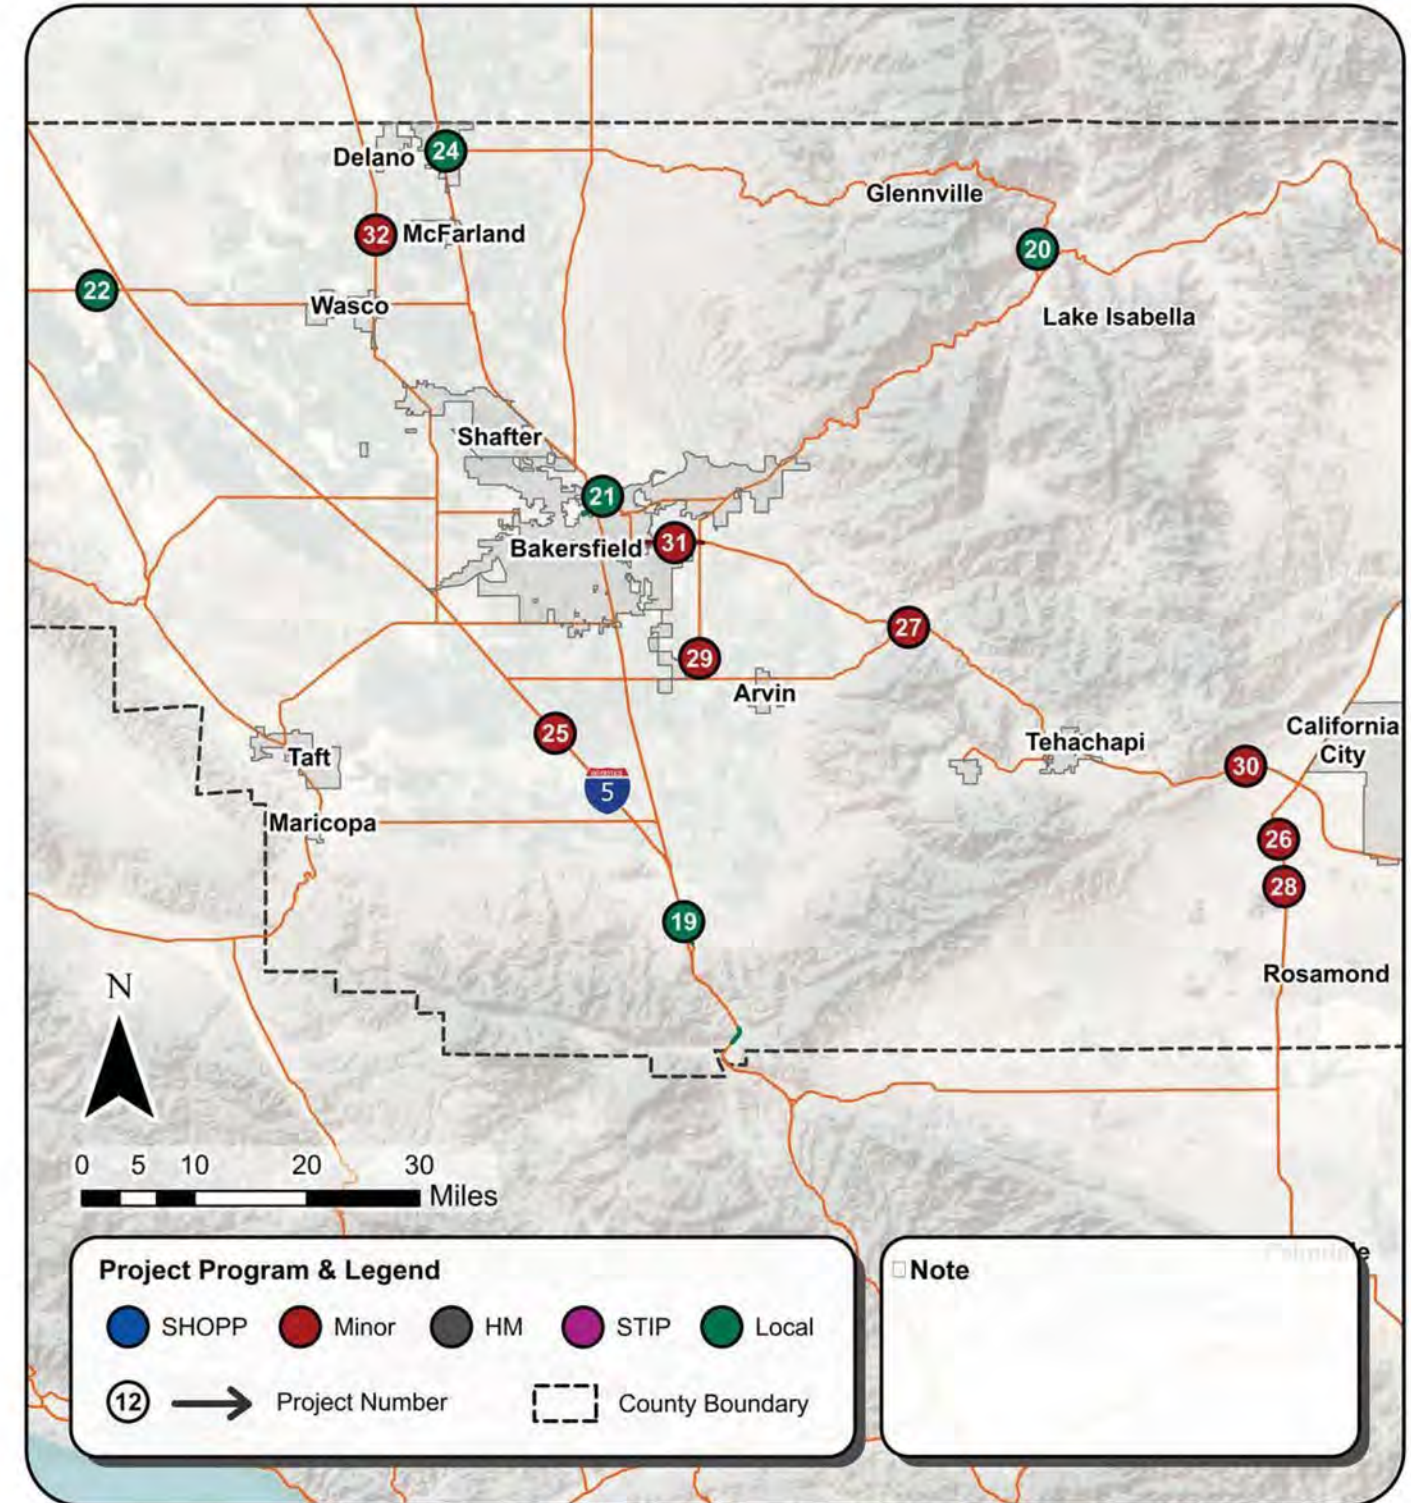 Delano
24
Glennville
32
McFarland
20
22
Wasco
Lake Isabella
Shafter
21
Bakersfield
31
27
29
Arvin
25
California
City
Tehachapi
Taft
30
5
Maricopa
26
28
19
Rosamond
N
0 5 10 20 30
Miles
Project Program & Legend
SHOPP
Minor
HM
STIP
Local
12
Project Number
County Boundary
Note